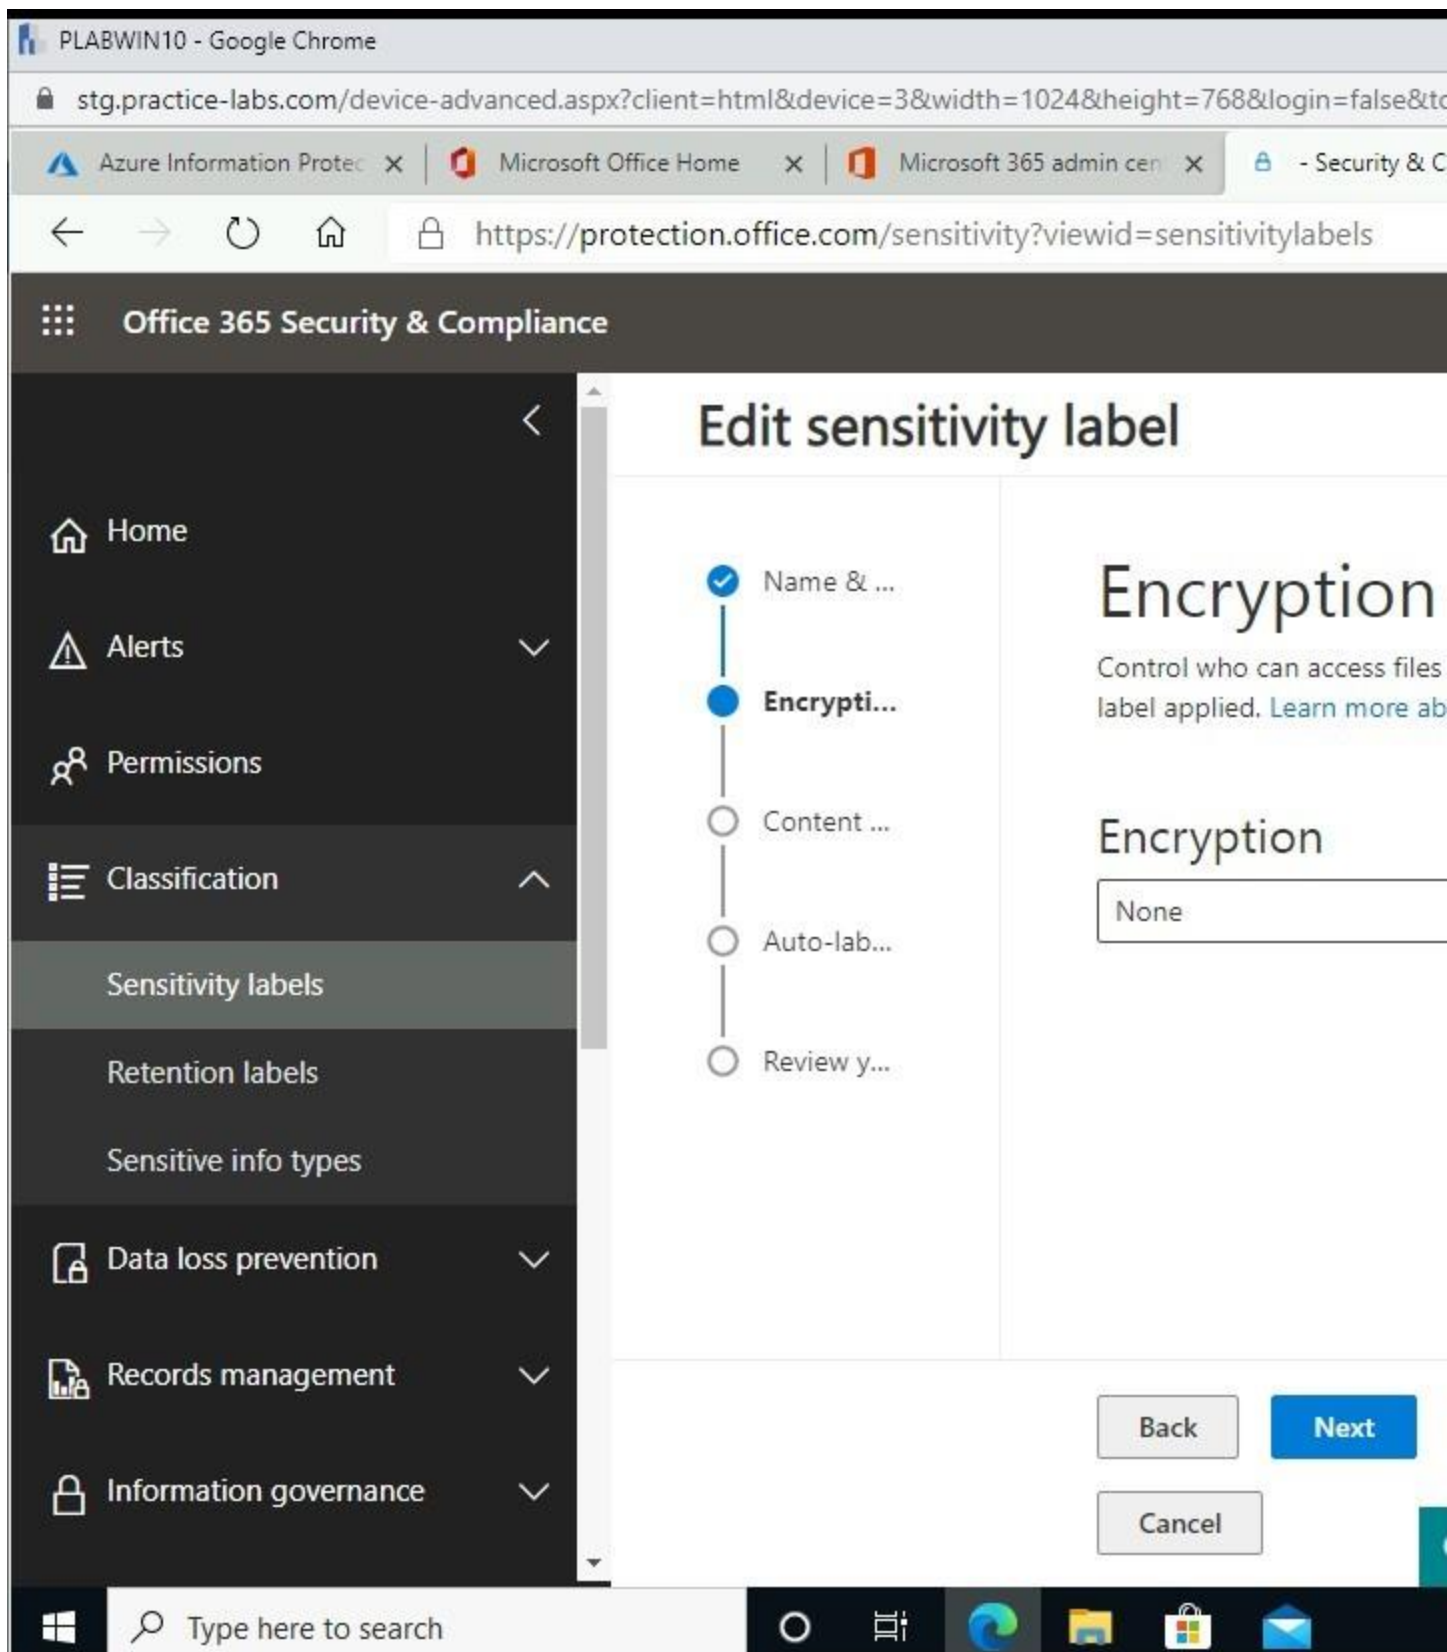 PLABWIN10 - Google Chrome
stg.practice-labs.com/device-advanced.aspx?client=html&device=3&width=1024&height=768&login=false&to
Azure Information Protec
Microsoft Office Home
Microsoft 365 admin cen
- Security & C
https://protection.office.com/sensitivity?viewid=sensitivitylabels
Office 365 Security & Compliance
Home
Alerts
Permissions
Classification
Sensitivity labels
Retention labels
Sensitive info types
Data loss prevention
Records management
Information governance
Edit sensitivity label
Name & ...
Encrypti...
Content ...
Auto-lab...
Review y...
Encryption
Control who can access files
label applied. Learn more ab
Encryption
None
Back
Next
Cancel
Type here to search